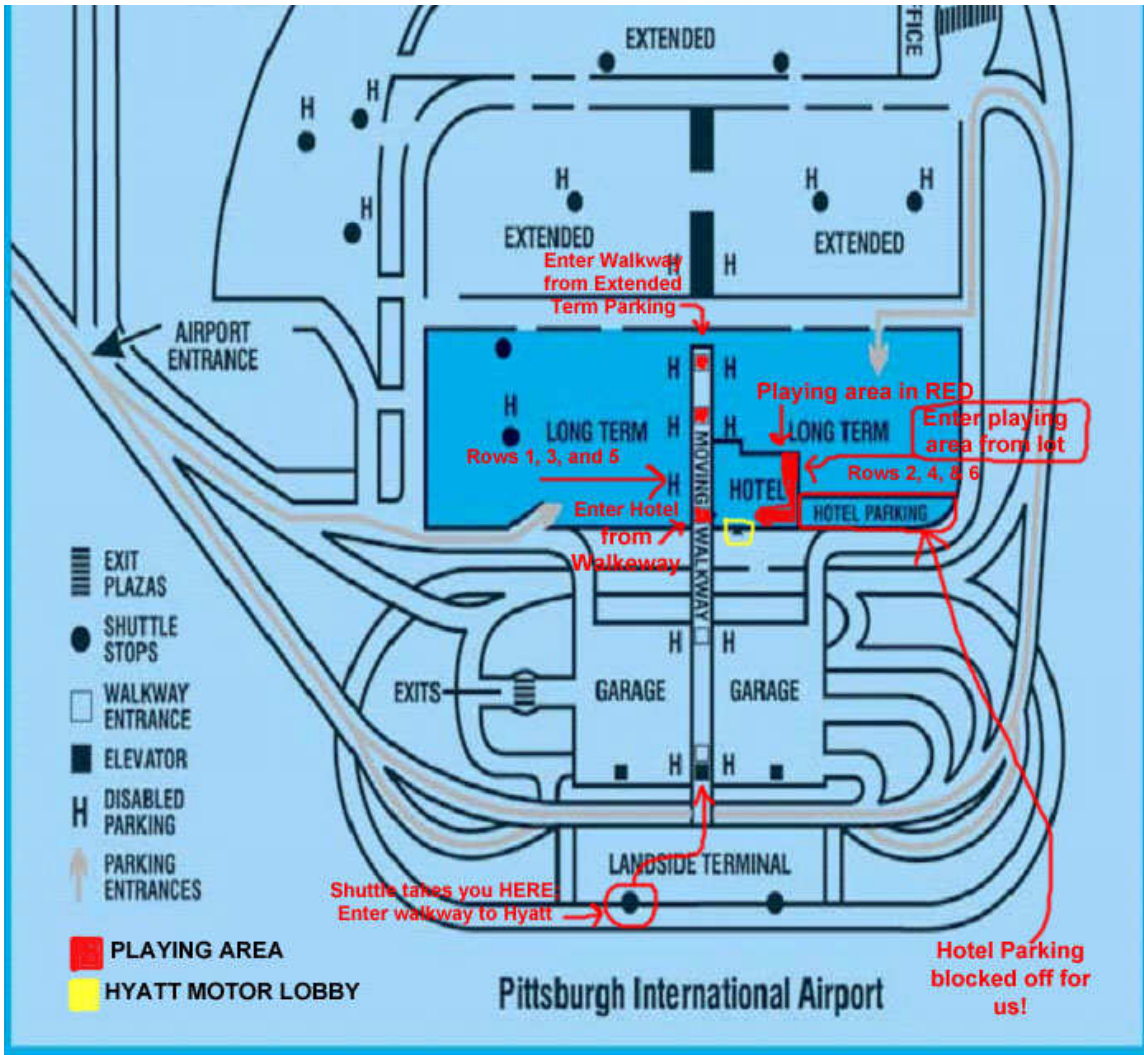 EXTENDED
FICE
H
H
H
H
H
H
EXTENDED
EXTENDED
H
H
Enter Walkway
from Extended
Term Parking
AIRPORT
ENTRANCE
H
H
Playing area in RED
H
LONG TERM
H
H
LONG TERM
Enter playing
area from lot
Rows 1, 3, and 5
Rows 2, 4, & 6
H
HOTEL
MOVING WALKWAY
HOTEL PARKING
Enter Hotel
from
Walkeway
EXIT
PLAZAS
SHUTTLE
STOPS
H
H
WALKWAY
ENTRANCE
EXITS
GARAGE
GARAGE
ELEVATOR
H
H
H
DISABLED
PARKING
PARKING
ENTRANCES
LANDSIDE TERMINAL
Shuttle takes you HERE:
Enter walkway to Hyatt
PLAYING AREA
HYATT MOTOR LOBBY
Pittsburgh International Airport
Hotel Parking
blocked off for
us!